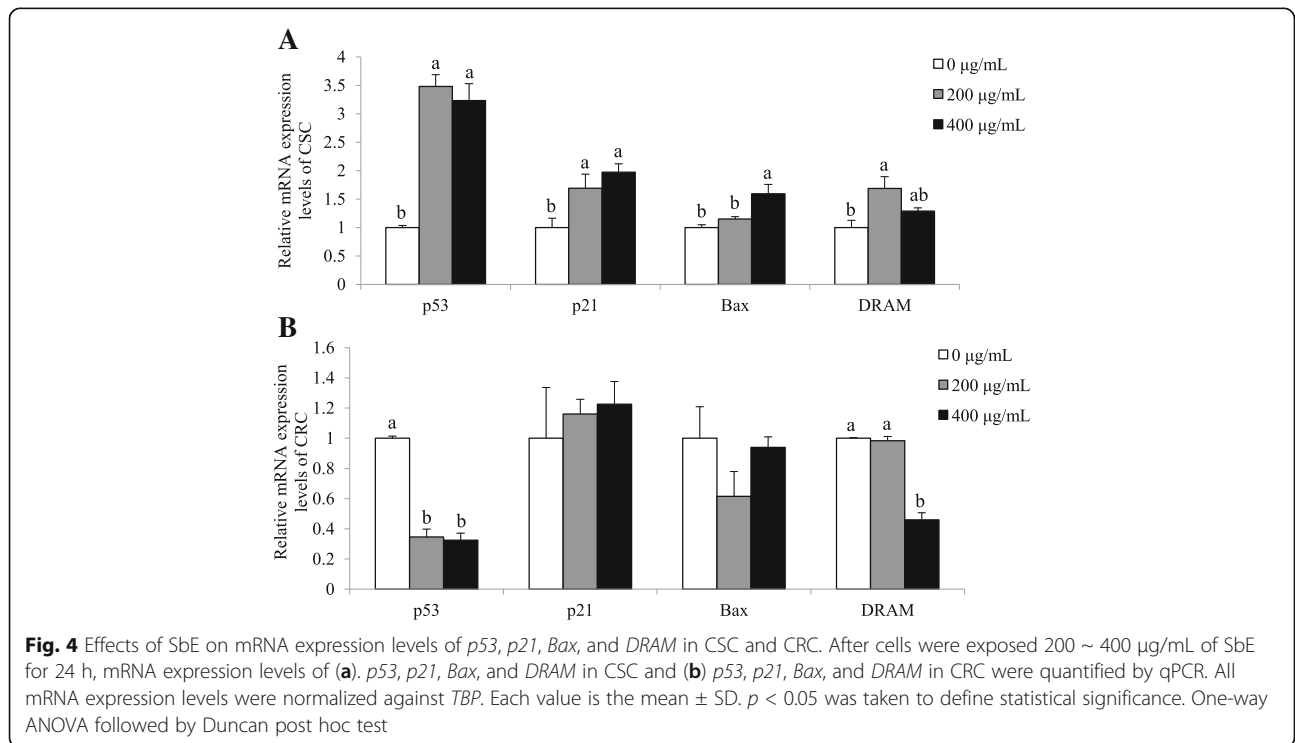 A
Relative mRNA expression
levels of CSC
4
3.5
3
2.5
2
1.5
1
0.5
0
b a a
b a a
b b a
b a ab
p53 p21 Bax DRAM
0 μg/mL
200 μg/mL
400 μg/mL
B
Relative mRNA expression
levels of CRC
1.6
1.4
1.2
1
0.8
0.6
0.4
0.2
0
a b b
a a b
p53 p21 Bax DRAM
0 μg/mL
200 μg/mL
400 μg/mL
Fig. 4 Effects of SbE on mRNA expression levels of p53, p21, Bax, and DRAM in CSC and CRC. After cells were exposed 200 ~ 400 μg/mL of SbE
for 24 h, mRNA expression levels of (a). p53, p21, Bax, and DRAM in CSC and (b) p53, p21, Bax, and DRAM in CRC were quantified by qPCR. All
mRNA expression levels were normalized against TBP. Each value is the mean ± SD. p < 0.05 was taken to define statistical significance. One-way
ANOVA followed by Duncan post hoc test